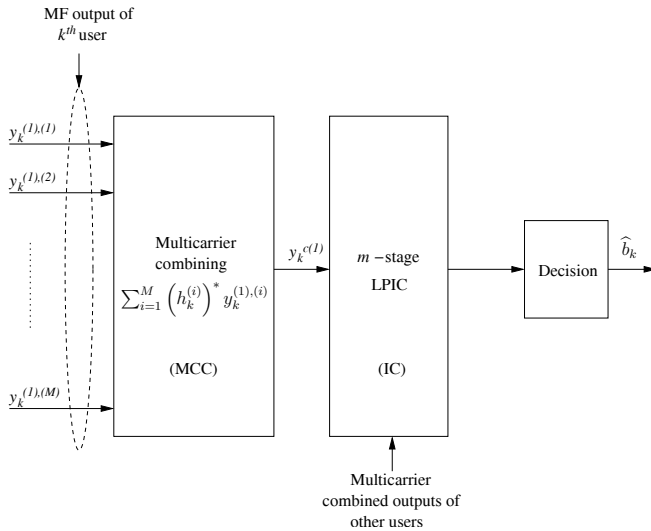 MF output of
k^th user
y_k^(1),(1)
y_k^(1),(2)
y_k^(1),(M)
Multicarrier
combining
∑_{i=1}^{M} (h_k^{(i)})^* y_k^{(1),(i)}
(MCC)
y_k^c(1)
m −stage
LPIC
(IC)
Decision
b̂_k
Multicarrier
combined outputs of
other users